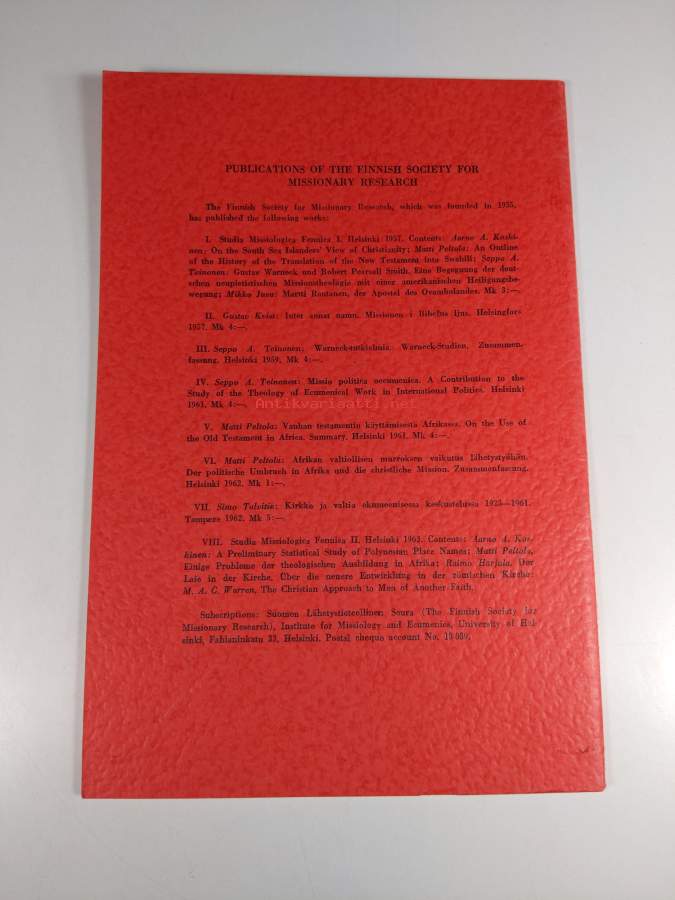 PUBLICATIONS OF THE FINNISH SOCIETY FOR
MISSIONARY RESEARCH
The Finnish Society for Missionary Research, which was founded in 1955,
has published the following works:
I. Studia Missiologica Fennica I. Helsinki 1957. Contents: Aarne A. Koski-
nen: On the South Sea Islanders' View of Christianity; Matti Peltola: An Outline
of the History of the Translation of the New Testament into Swahili; Seppo A.
Teinonen: Gustav Warneck und Robert Pearsall Smith. Eine Begegnung der deut-
schen neupietistischen Missionstheologie mit einer amerikanischen Heiligungsbe-
wegung; Mikko Juva: Martti Rautanen, der Apostel des Ovambolandes. Mk 3:—.
II. Gustav Kvist: Inter annat namn. Missionen i Bibelns ljus. Helsingfors
1957. Mk 4:—.
III. Seppo A. Teinonen: Warneck-tutkielmia. Warneck-Studien. Zusammen-
fassung. Helsinki 1959. Mk 4:—.
IV. Seppo A. Teinonen: Missio politica oecumenica. A Contribution to the
Study of the Theology of Ecumenical Work in International Politics. Helsinki
1961. Mk 4:—.
Antikvariaatti.net
V. Matti Peltola: Vanhan testamentin käyttämisestä Afrikassa. On the Use of
the Old Testament in Africa. Summary. Helsinki 1961. Mk 4:—.
VI. Matti Peltola: Afrikan valtiollisen murroksen vaikutus lähetystyöhön.
Der politische Umbruch in Afrika und die christliche Mission. Zusammenfassung.
Helsinki 1962. Mk 1:—.
VII. Simo Talvitie: Kirkko ja valtio ekumeenisessa keskustelussa 1925—1961.
Tampere 1962. Mk 5:—.
VIII. Studia Missiologica Fennica II. Helsinki 1963. Contents: Aarne A. Kos-
kinen: A Preliminary Statistical Study of Polynesian Place Names; Matti Peltola,
Einige Probleme der theologischen Ausbildung in Afrika; Raimo Harjula, Der
Laie in der Kirche. Über die neuere Entwicklung in der römischen Kirche;
M. A. C. Warren, The Christian Approach to Men of Another Faith.
Subscriptions: Suomen Lähetystieteellinen Seura (The Finnish Society for
Missionary Research), Institute for Missiology and Ecumenics, University of Hel-
sinki, Fabianinkatu 33, Helsinki. Postal cheque account No.